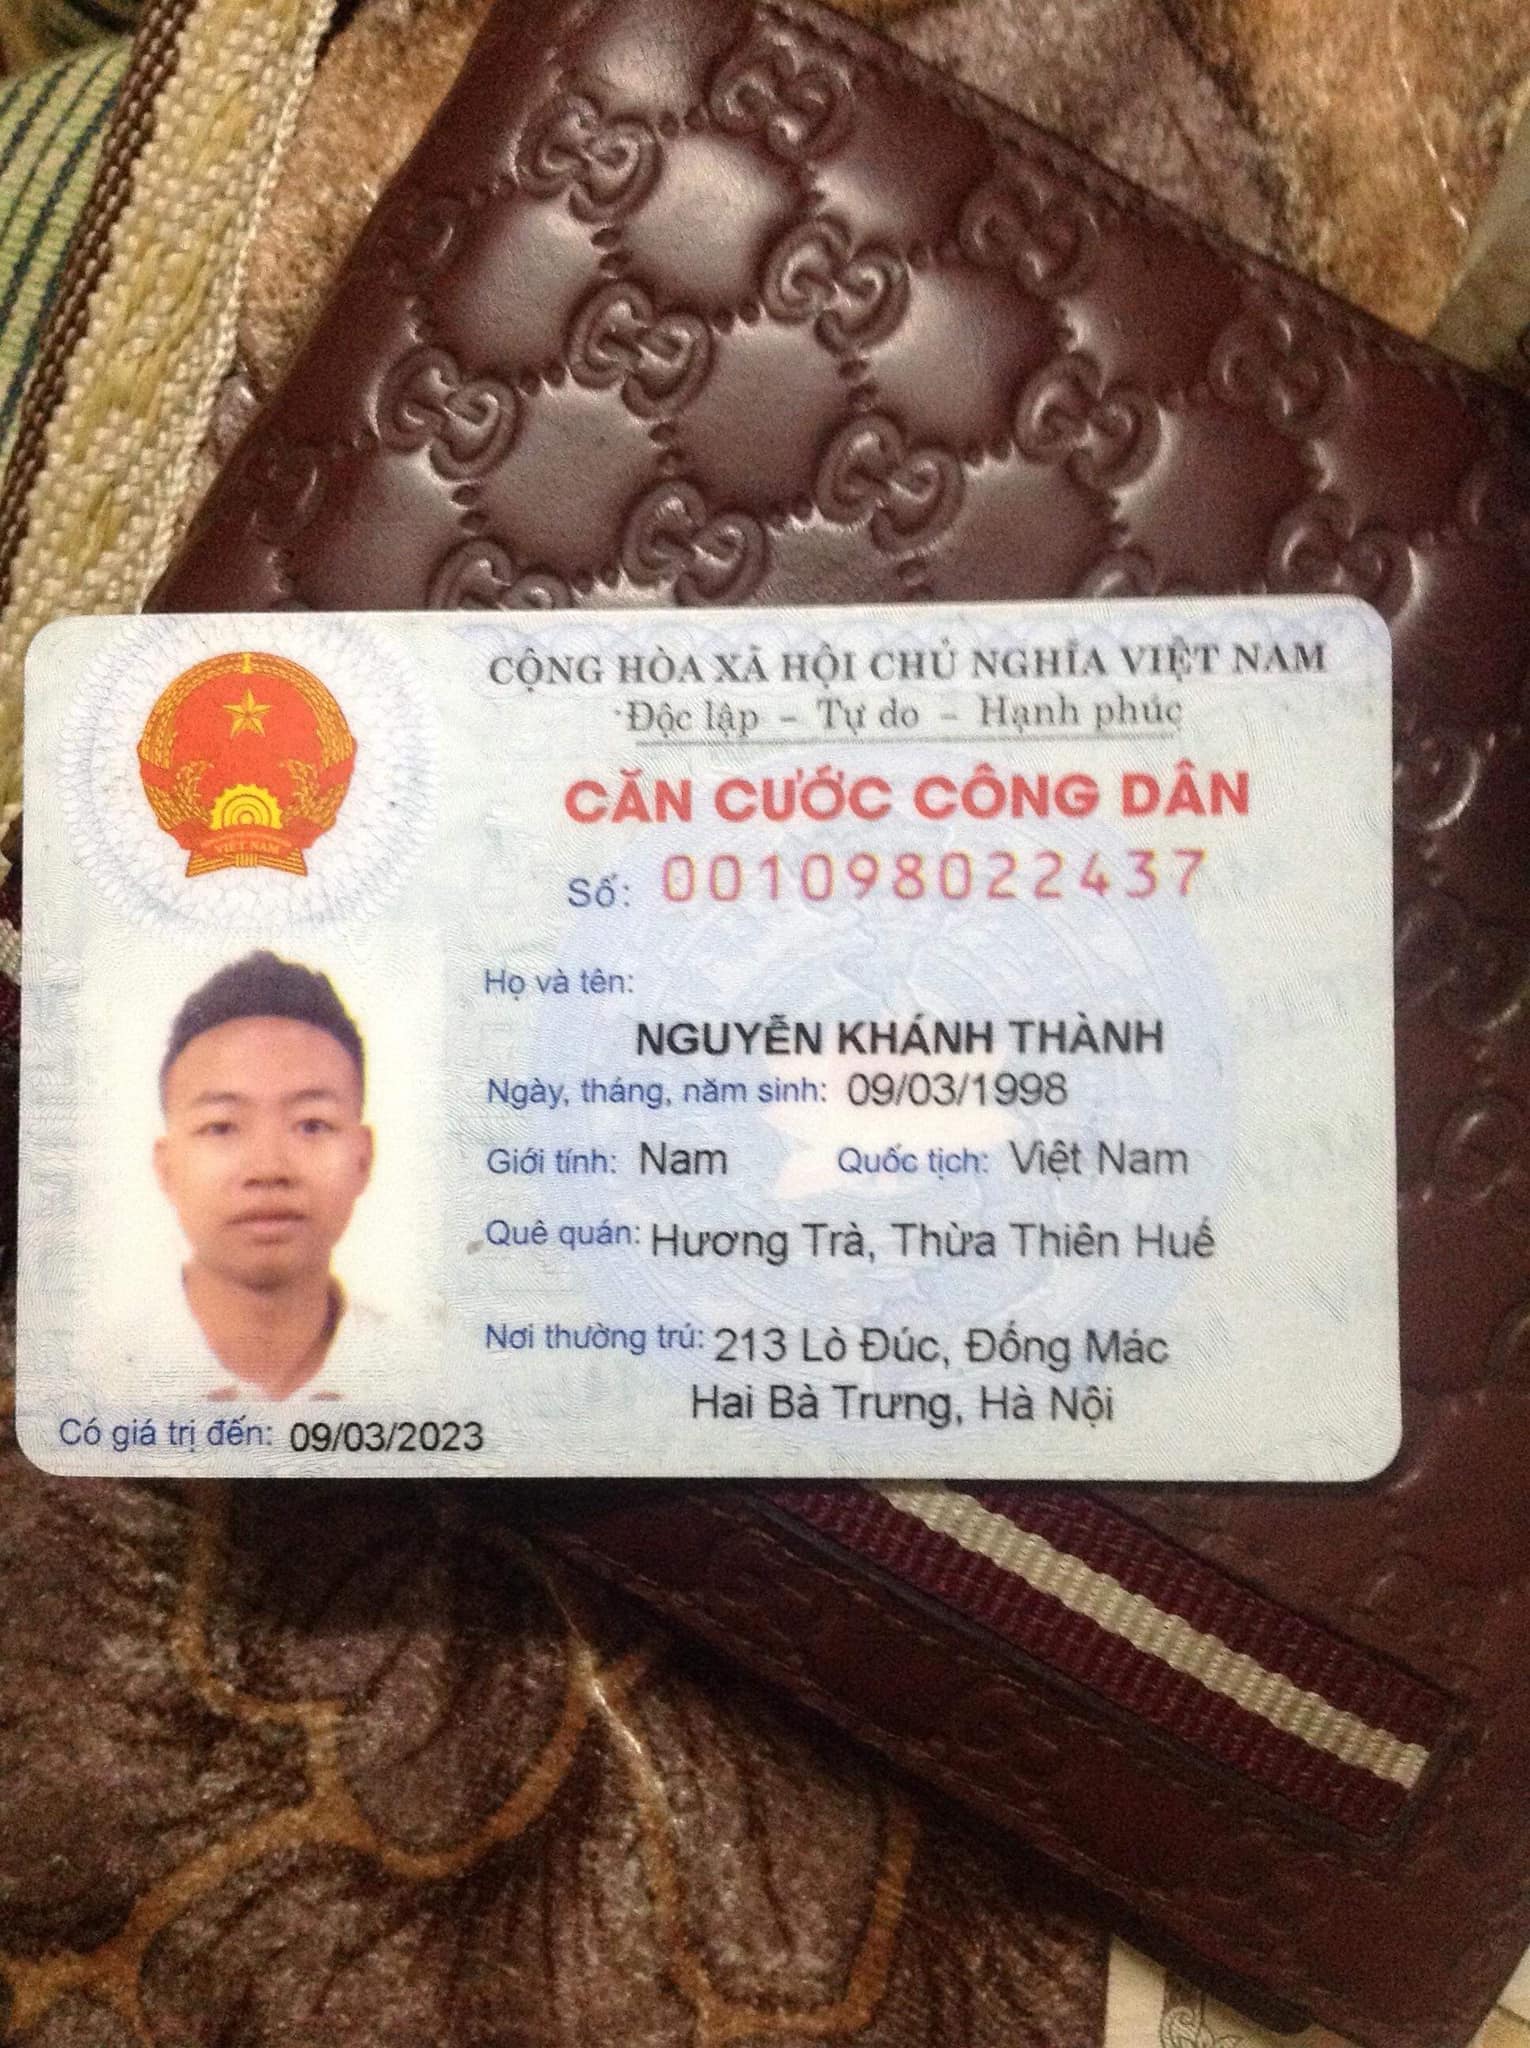 CỘNG HÒA XÃ HỘI CHỦ NGHĨA VIỆT NAM
Độc lập - Tự do - Hạnh phúc
CĂN CƯỚC CÔNG DÂN
Số: 001098022437
Họ và tên:
NGUYỄN KHÁNH THÀNH
Ngày, tháng, năm sinh: 09/03/1998
Giới tính: Nam Quốc tịch: Việt Nam
Quê quán: Hương Trà, Thừa Thiên Huế
Nơi thường trú: 213 Lò Đúc, Đống Mác
Hai Bà Trưng, Hà Nội
Có giá trị đến: 09/03/2023
VIỆT NAM